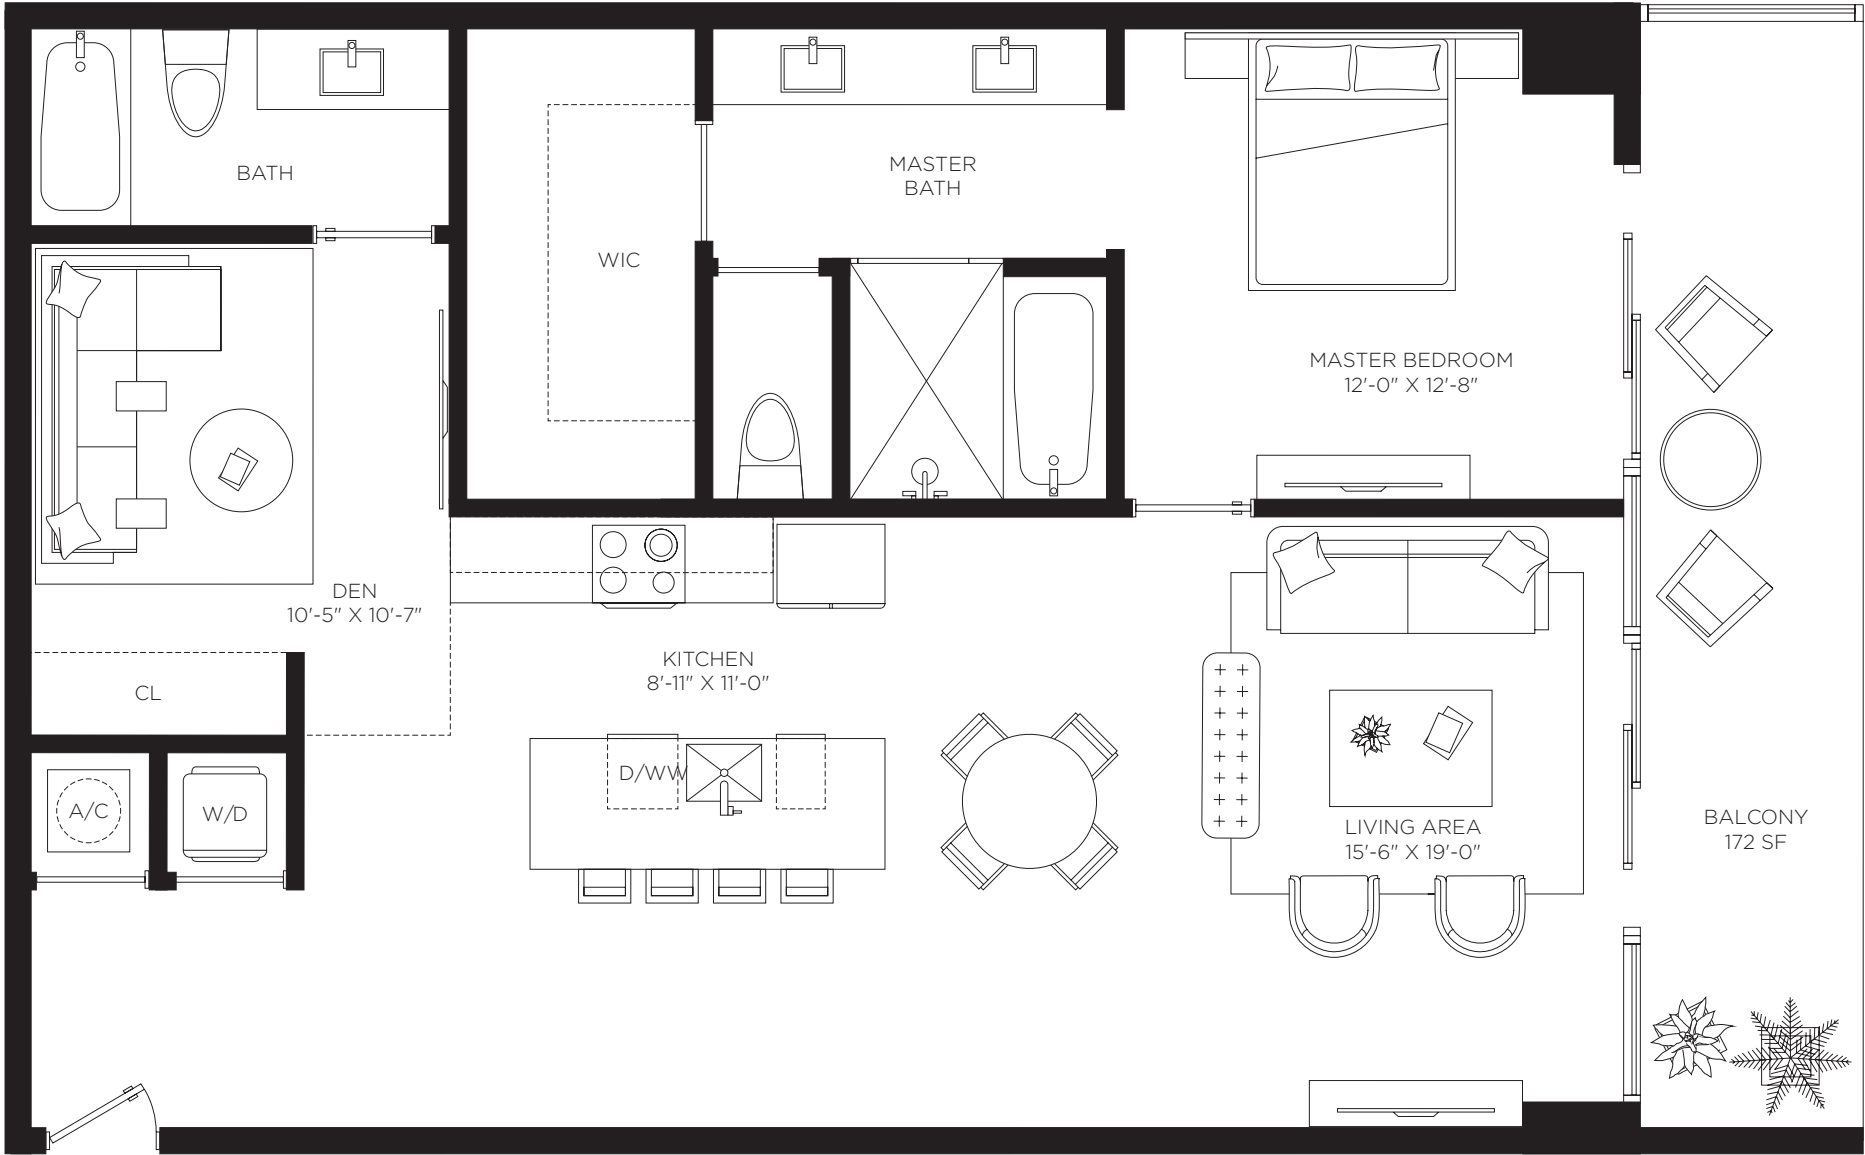 BATH
MASTER
BATH
WIC
MASTER BEDROOM
12'-0" X 12'-8"
DEN
10'-5" X 10'-7"
KITCHEN
8'-11" X 11'-0"
CL
D/WW
A/C
W/D
LIVING AREA
15'-6" X 19'-0"
BALCONY
172 SF